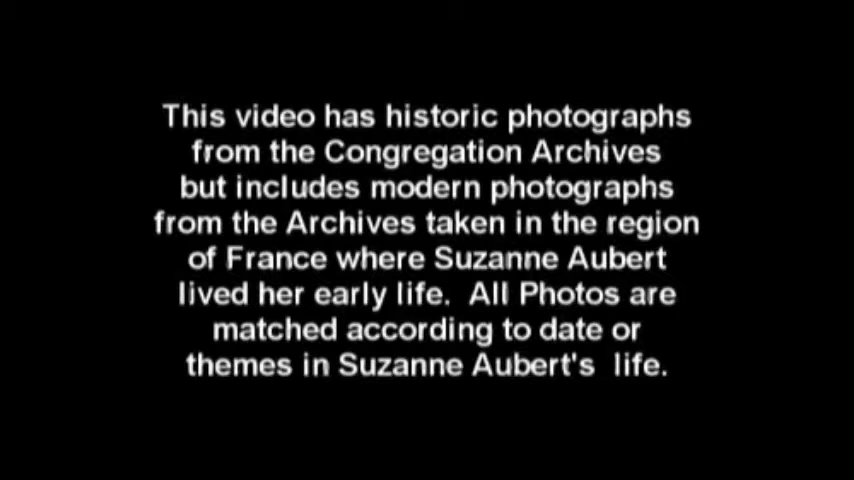 This video has historic photographs
from the Congregation Archives
but includes modern photographs
from the Archives taken in the region
of France where Suzanne Aubert
lived her early life.  All Photos are
matched according to date or
themes in Suzanne Aubert's  life.